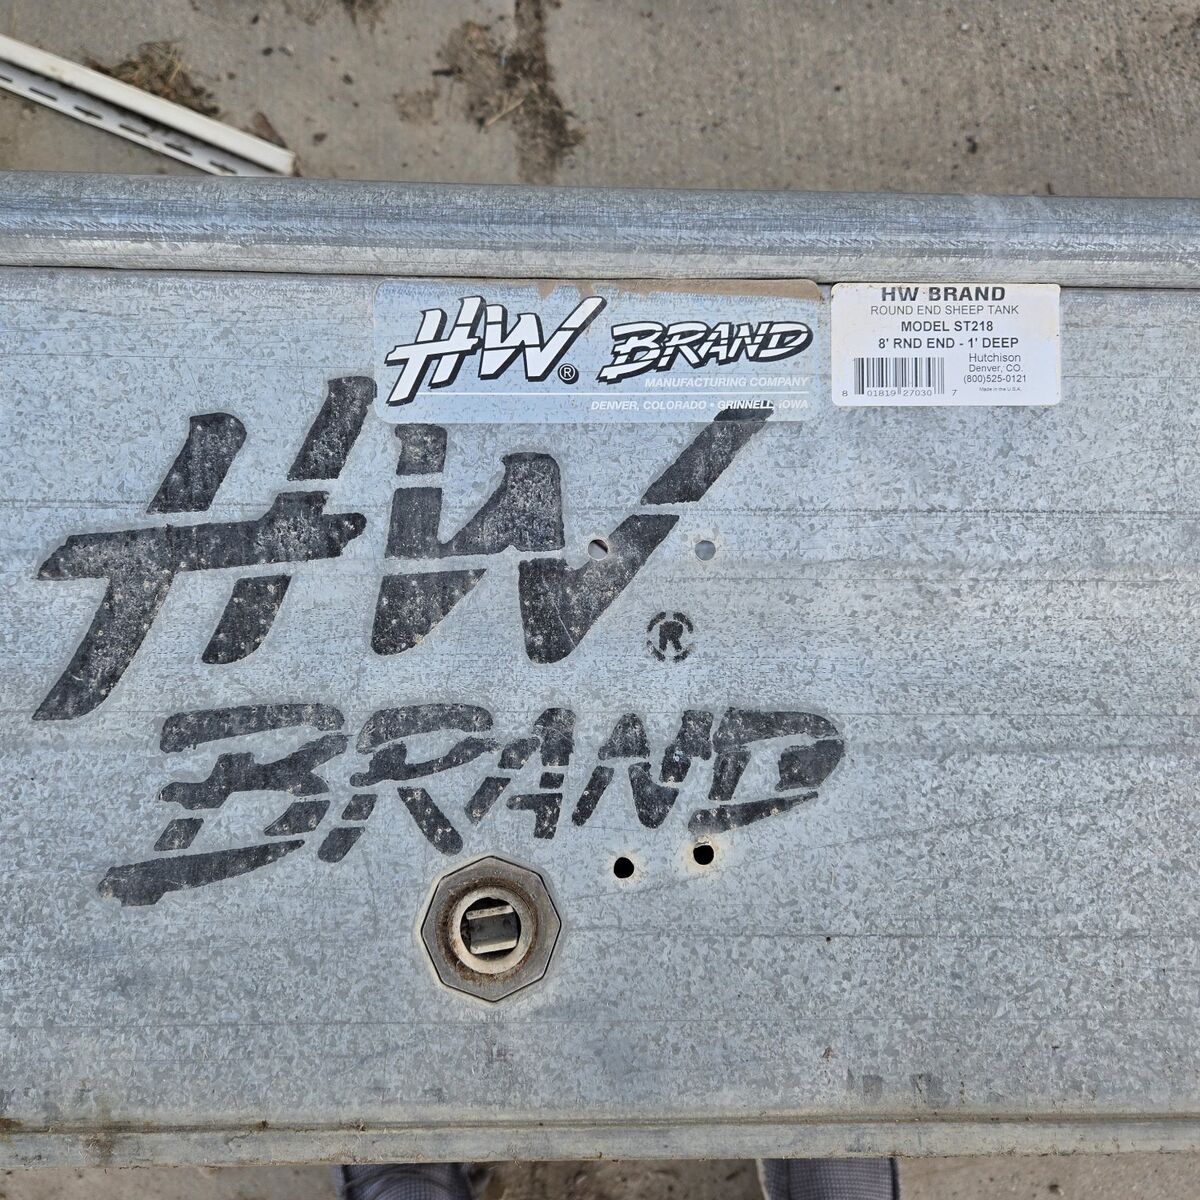 HW® BRAND
MANUFACTURING COMPANY
DENVER, COLORADO • GRINNELL, IOWA
HW BRAND
ROUND END SHEEP TANK
MODEL ST218
8' RND END - 1' DEEP
Hutchison
Denver, CO.
(800)525-0121
Made in the U.S.A.
8 01819 27030 7
HW®
BRAND